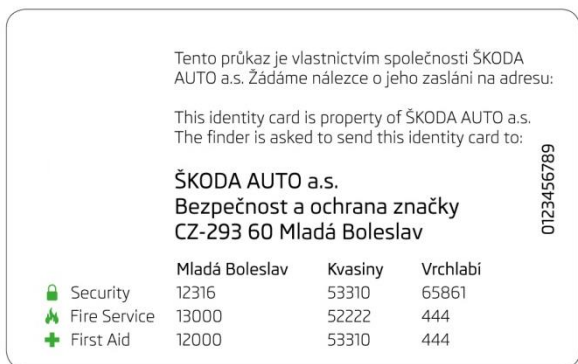 Tento průkaz je vlastnictvím společnosti ŠKODA
AUTO a.s. Žádáme nálezce o jeho zaslání na adresu:
This identity card is property of ŠKODA AUTO a.s.
The finder is asked to send this identity card to:
ŠKODA AUTO a.s.
Bezpečnost a ochrana značky
CZ-293 60 Mladá Boleslav
0123456789
Mladá Boleslav Kvasiny Vrchlabí
Security 12316 53310 65861
Fire Service 13000 52222 444
First Aid 12000 53310 444